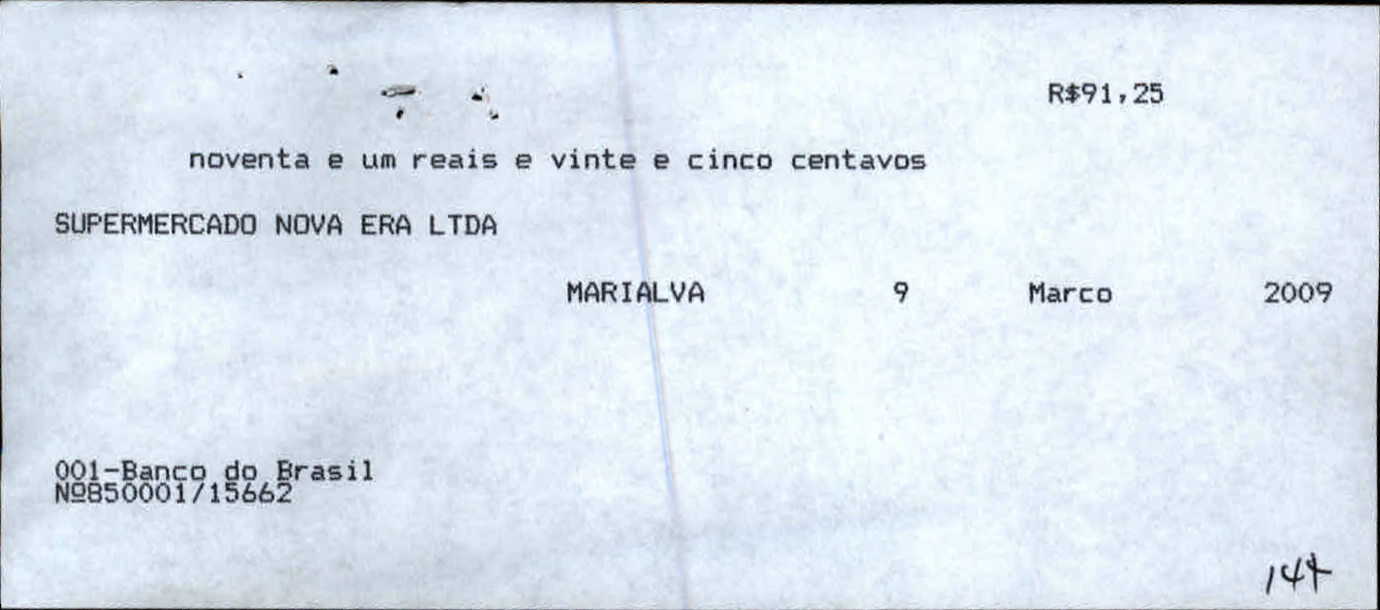 R$91,25
noventa e um reais e vinte e cinco centavos
SUPERMERCADO NOVA ERA LTDA
MARIALVA 9 Marco 2009
001-Banco do Brasil
Nº850001/15662
144